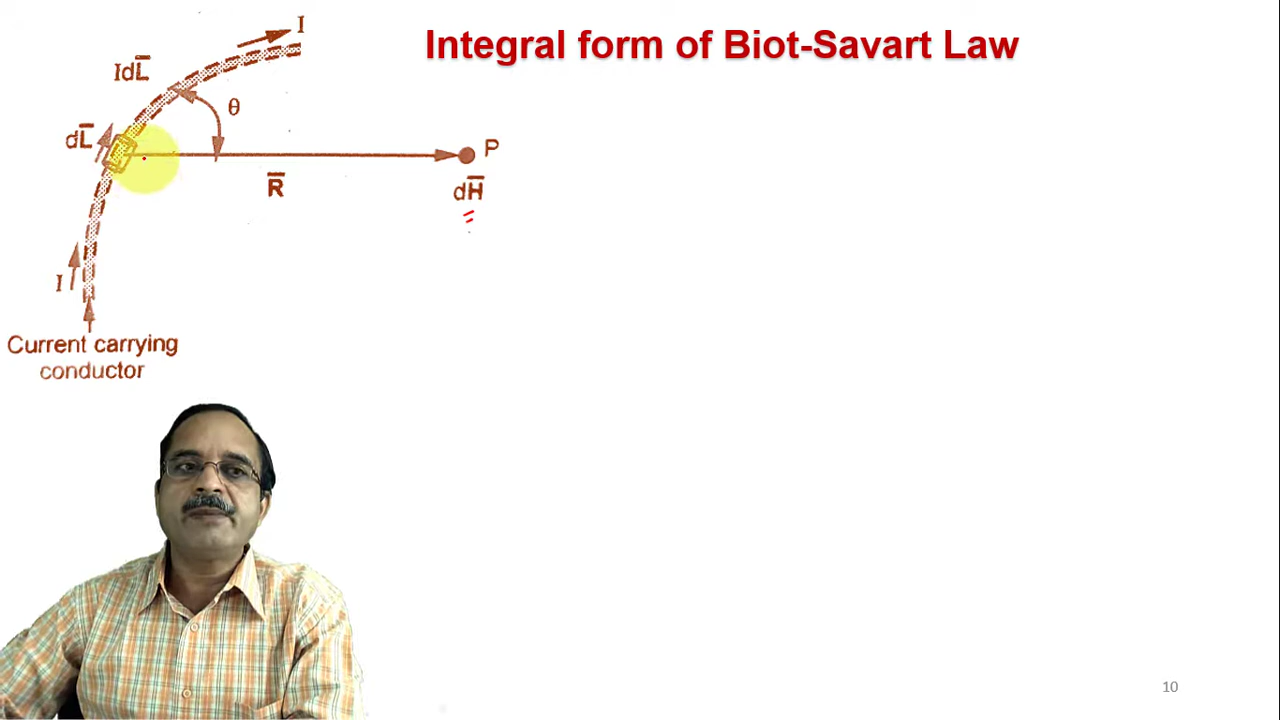 Integral form of Biot-Savart Law
I
IdL̅
θ
dL̅
P
R̅
dH̅
I
Current carrying
conductor
10